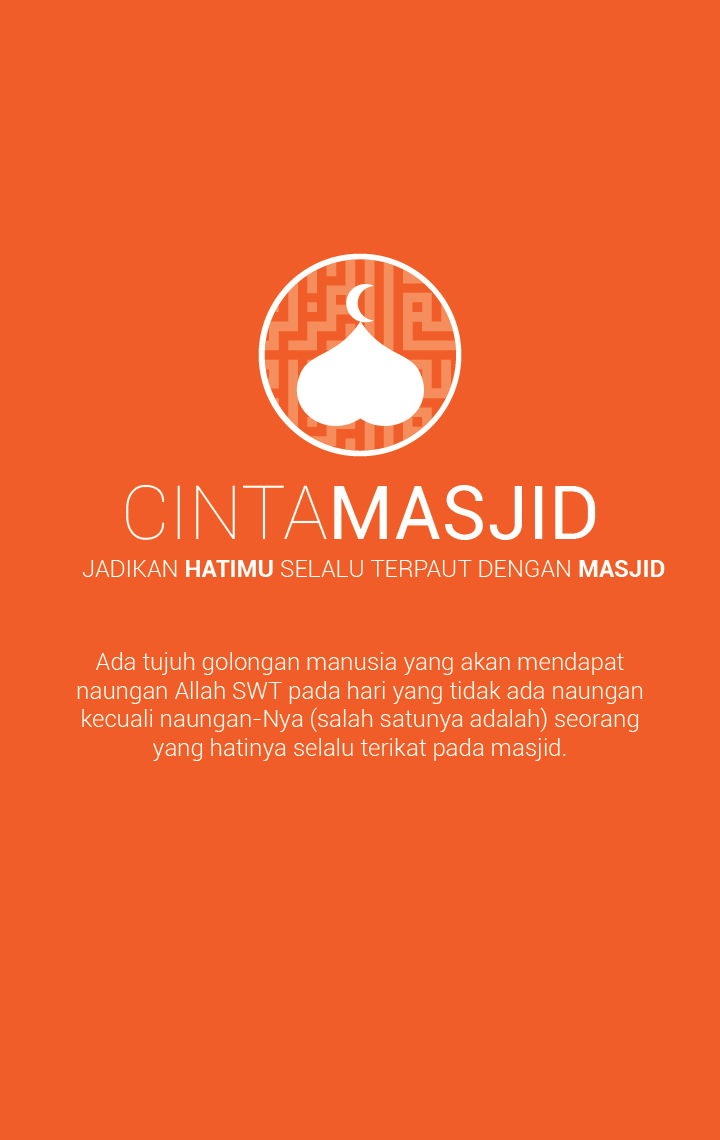 CINTAMASJID
JADIKAN HATIMU SELALU TERPAUT DENGAN MASJID
Ada tujuh golongan manusia yang akan mendapat
naungan Allah SWT pada hari yang tidak ada naungan
kecuali naungan-Nya (salah satunya adalah) seorang
yang hatinya selalu terikat pada masjid.